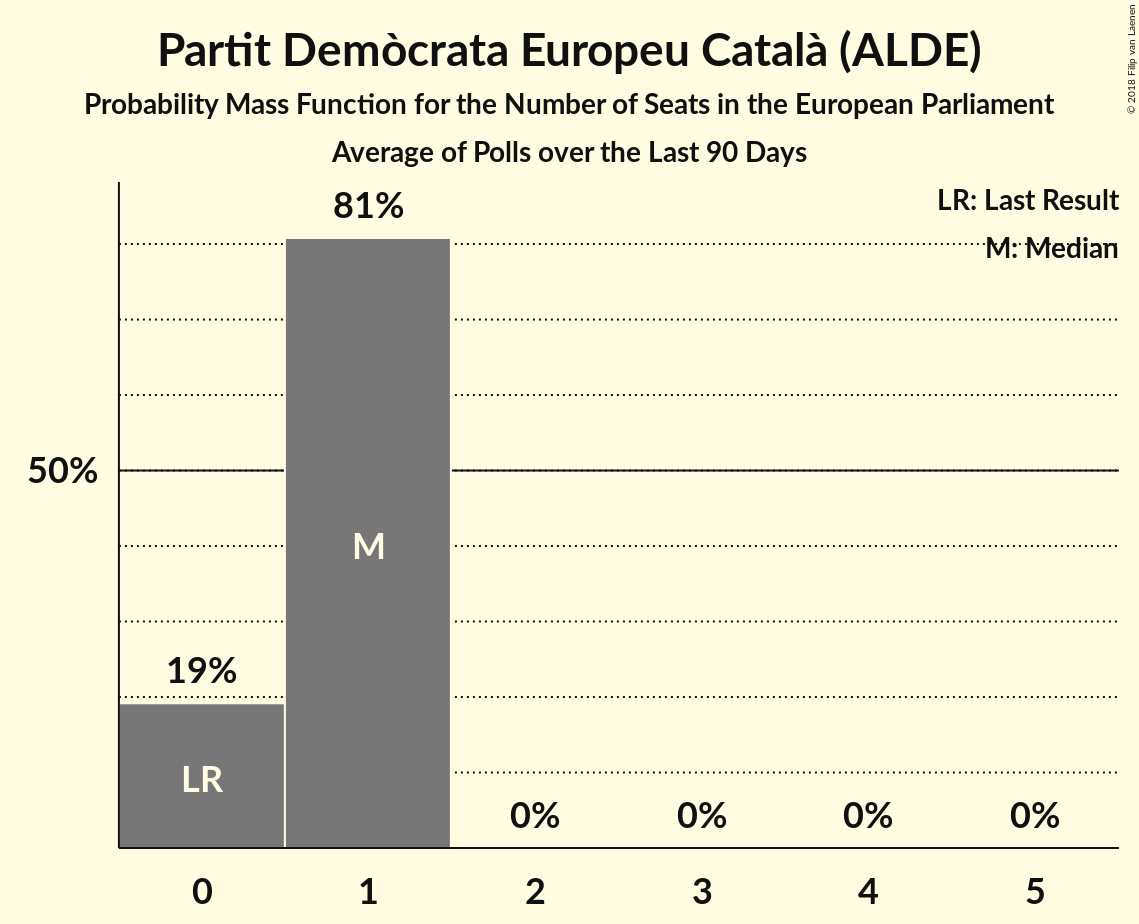 Partit Demòcrata Europeu Català (ALDE)
Probability Mass Function for the Number of Seats in the European Parliament
Average of Polls over the Last 90 Days
© 2018 Filip van Laenen
LR: Last Result
M: Median
81%
50%
M
19%
LR
0% 0% 0% 0%
0 1 2 3 4 5